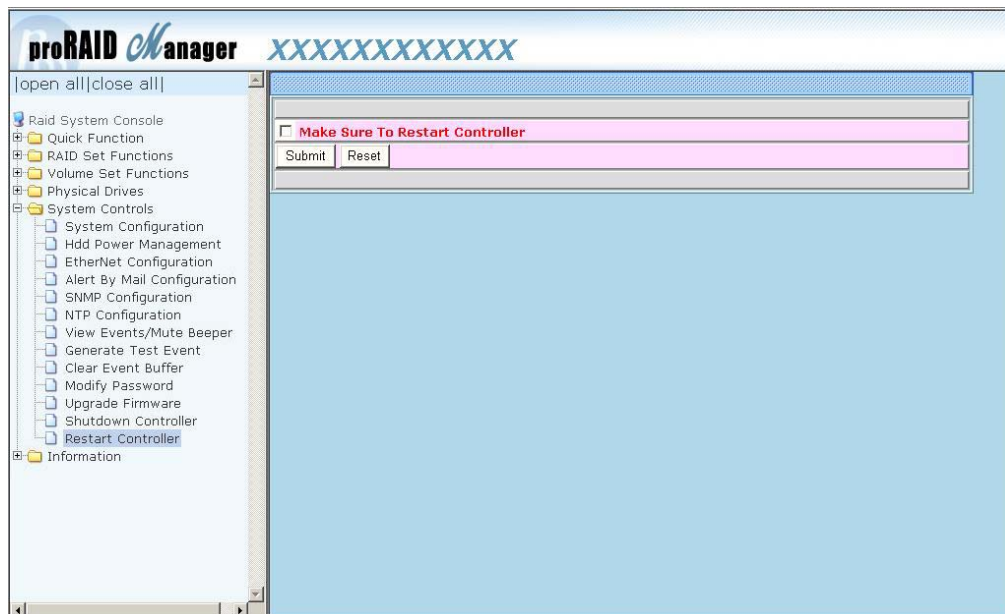 proRAID Manager XXXXXXXXXXXX
|open all|close all|
Raid System Console
Quick Function
RAID Set Functions
Volume Set Functions
Physical Drives
System Controls
System Configuration
Hdd Power Management
EtherNet Configuration
Alert By Mail Configuration
SNMP Configuration
NTP Configuration
View Events/Mute Beeper
Generate Test Event
Clear Event Buffer
Modify Password
Upgrade Firmware
Shutdown Controller
Restart Controller
Information
Make Sure To Restart Controller
Submit Reset